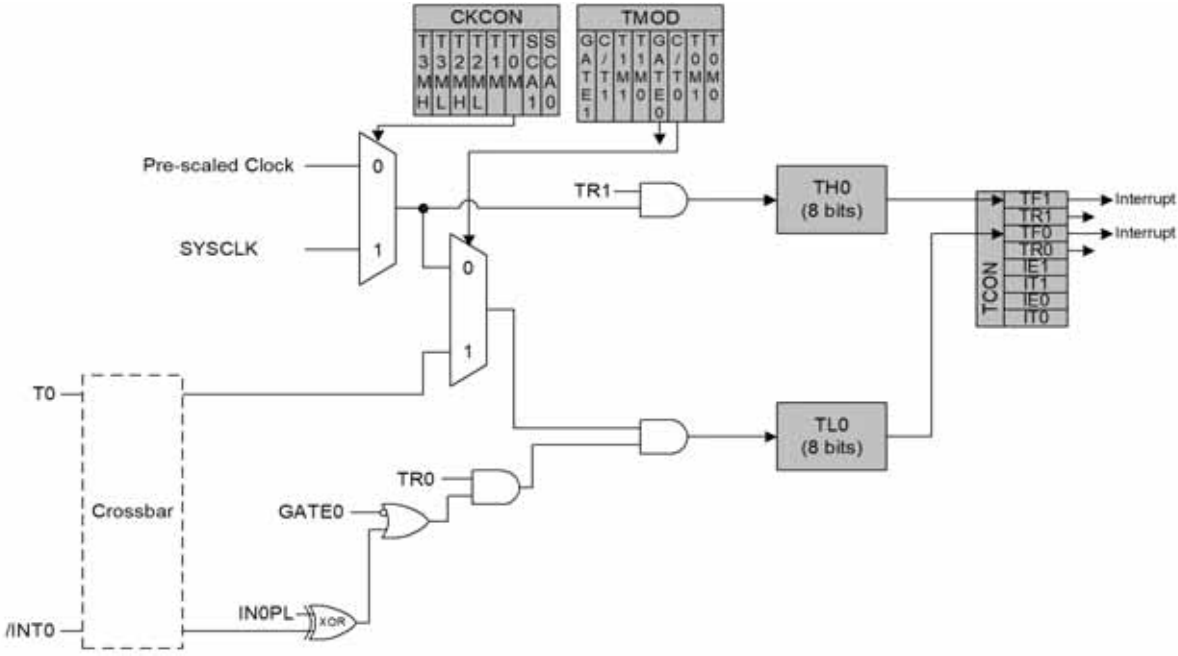 CKCON
T3MH
T3ML
T2MH
T2ML
T1M
T0M
SCA1
SCA0
TMOD
GATE1
C/T1
T1M1
T1M0
GATE0
C/T0
T0M1
T0M0
Pre-scaled Clock
0
SYSCLK
1
TR1
TH0
(8 bits)
TCON
TF1
TR1
TF0
TR0
IE1
IT1
IE0
IT0
Interrupt
Interrupt
0
1
T0
Crossbar
TL0
(8 bits)
TR0
GATE0
IN0PL
XOR
/INT0